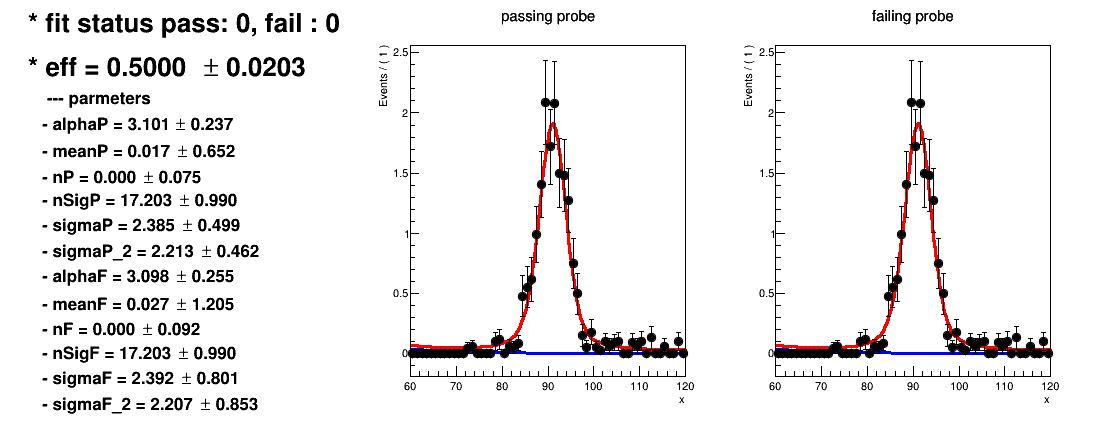 * fit status pass: 0, fail : 0
* eff = 0.5000 ± 0.0203
--- parmeters
- alphaP = 3.101 ± 0.237
- meanP = 0.017 ± 0.652
- nP = 0.000 ± 0.075
- nSigP = 17.203 ± 0.990
- sigmaP = 2.385 ± 0.499
- sigmaP_2 = 2.213 ± 0.462
- alphaF = 3.098 ± 0.255
- meanF = 0.027 ± 1.205
- nF = 0.000 ± 0.092
- nSigF = 17.203 ± 0.990
- sigmaF = 2.392 ± 0.801
- sigmaF_2 = 2.207 ± 0.853
passing probe
Events / ( 1 )
2.5
2
1.5
1
0.5
0
60 70 80 90 100 110 120
x
failing probe
Events / ( 1 )
2.5
2
1.5
1
0.5
0
60 70 80 90 100 110 120
x